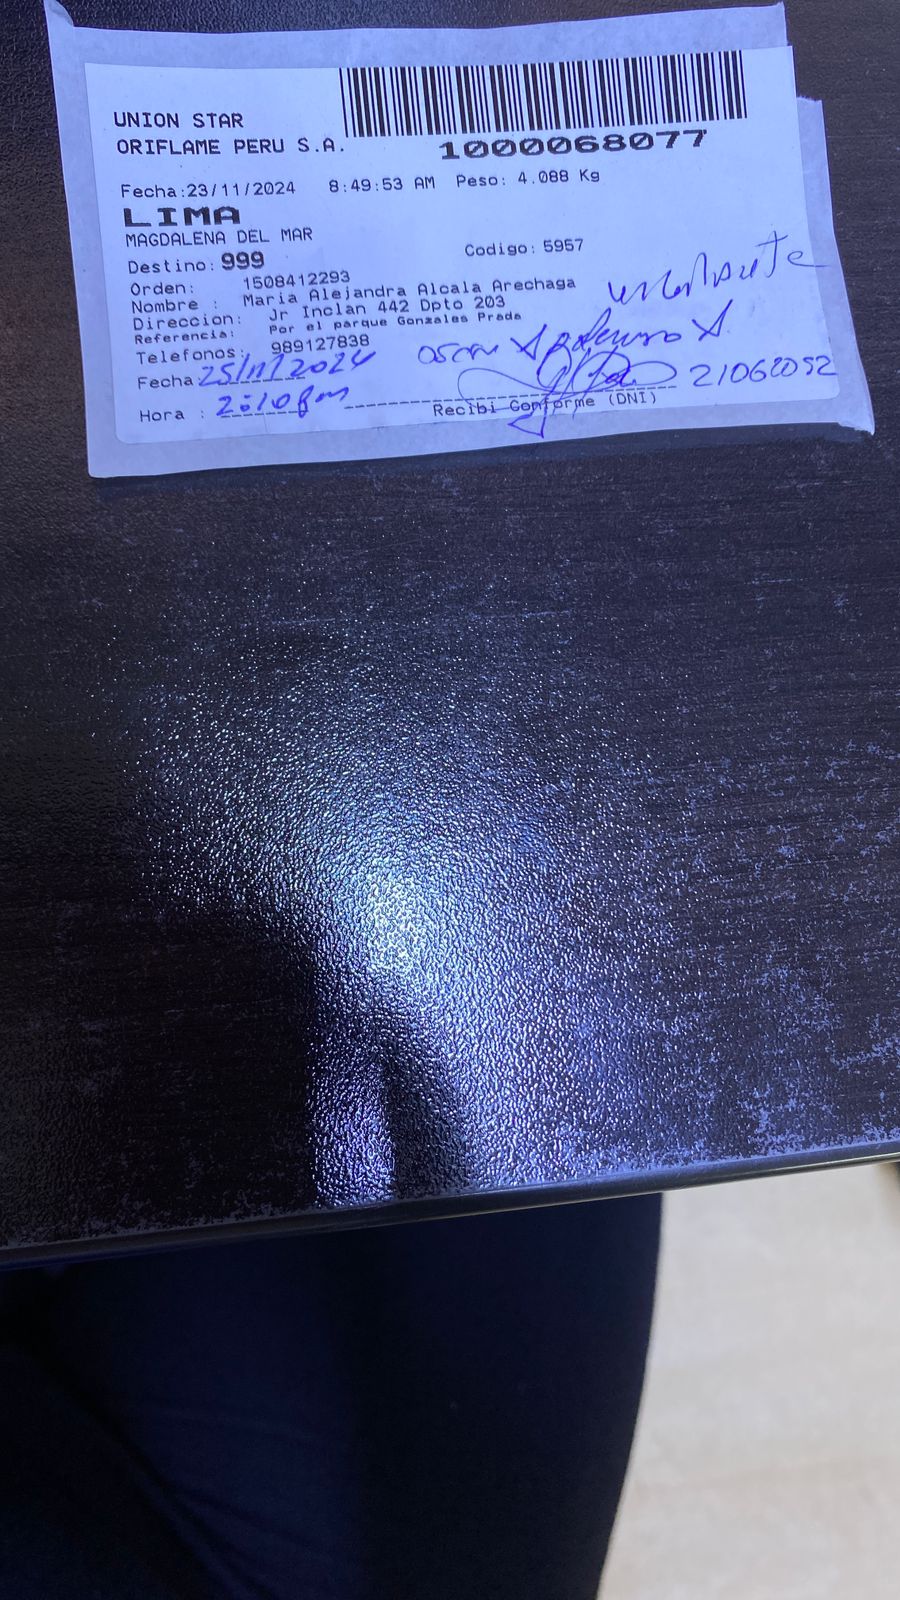 UNION STAR
ORIFLAME PERU S.A.
1000068077
Fecha:23/11/2024 8:49:53 AM Peso: 4.088 Kg
LIMA
MAGDALENA DEL MAR
Destino: 999 Codigo: 5957
Orden: 1508412293
Nombre : Maria Alejandra Alcala Arechaga
Direccion: Jr Inclan 442 Dpto 203
Referencia: Por el parque Gonzales Prada
Telefonos: 989127838
Fecha 25/11/2024
21062052
Hora : 2:10 pm
Recibi Conforme (DNI)